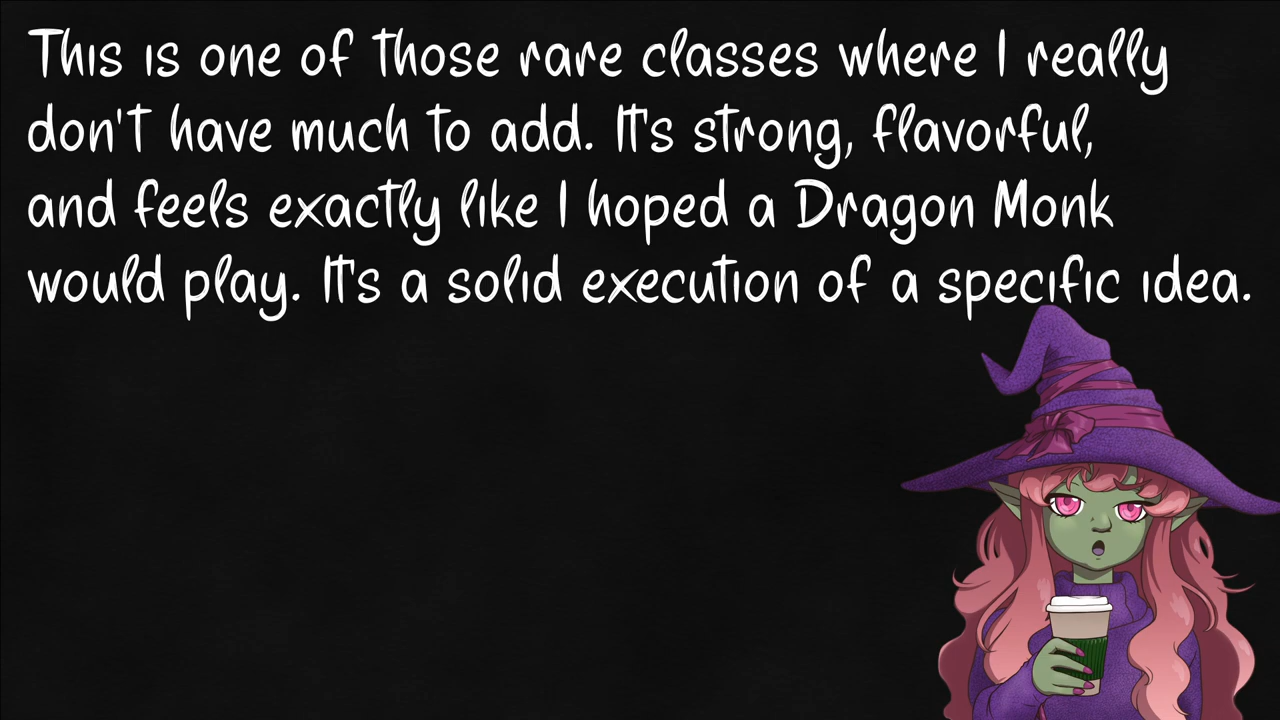 This is one of those rare classes where I really
don't have much to add. It's strong, flavorful,
and feels exactly like I hoped a Dragon Monk
would play. It's a solid execution of a specific idea.